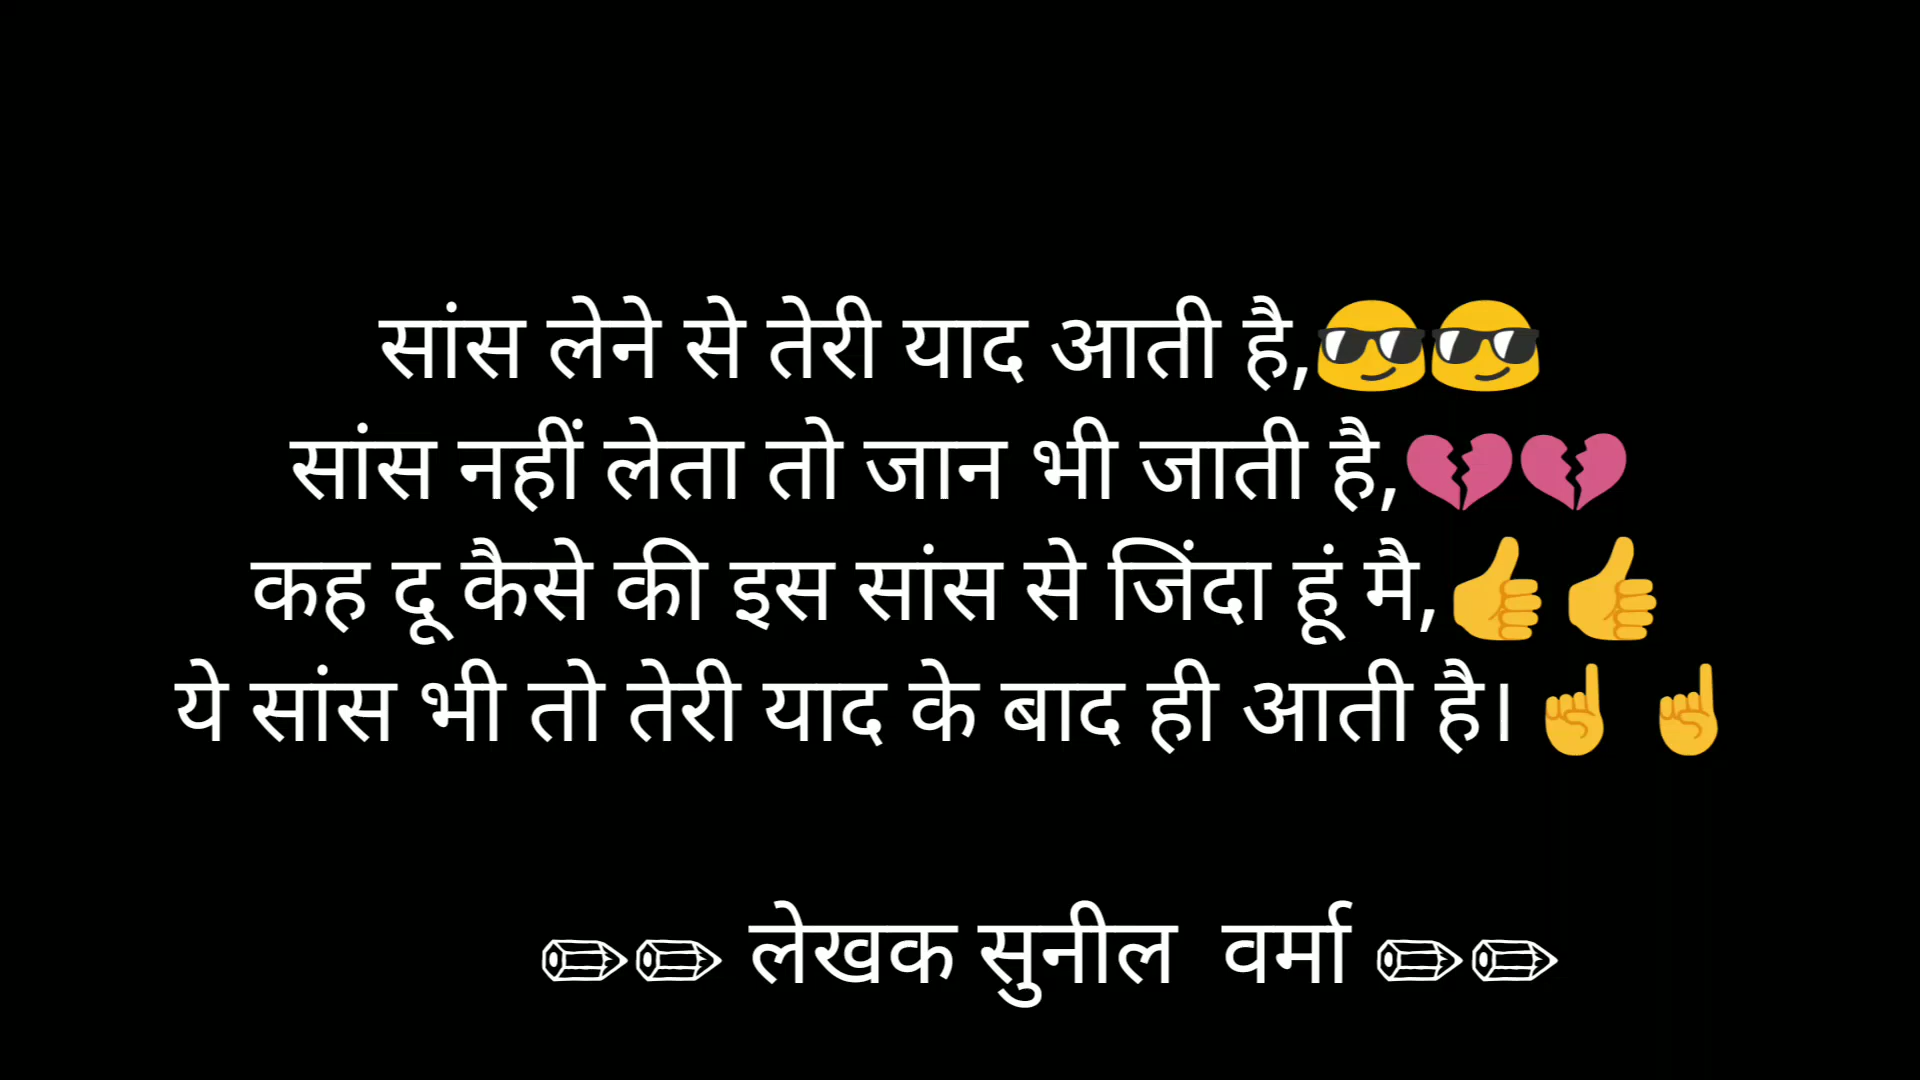 सांस लेने से तेरी याद आती है,😎😎
सांस नहीं लेता तो जान भी जाती है,💔💔
कह दू कैसे की इस सांस से जिंदा हूं मै,👍👍
ये सांस भी तो तेरी याद के बाद ही आती है।☝☝
✏✏ लेखक सुनील  वर्मा ✏✏